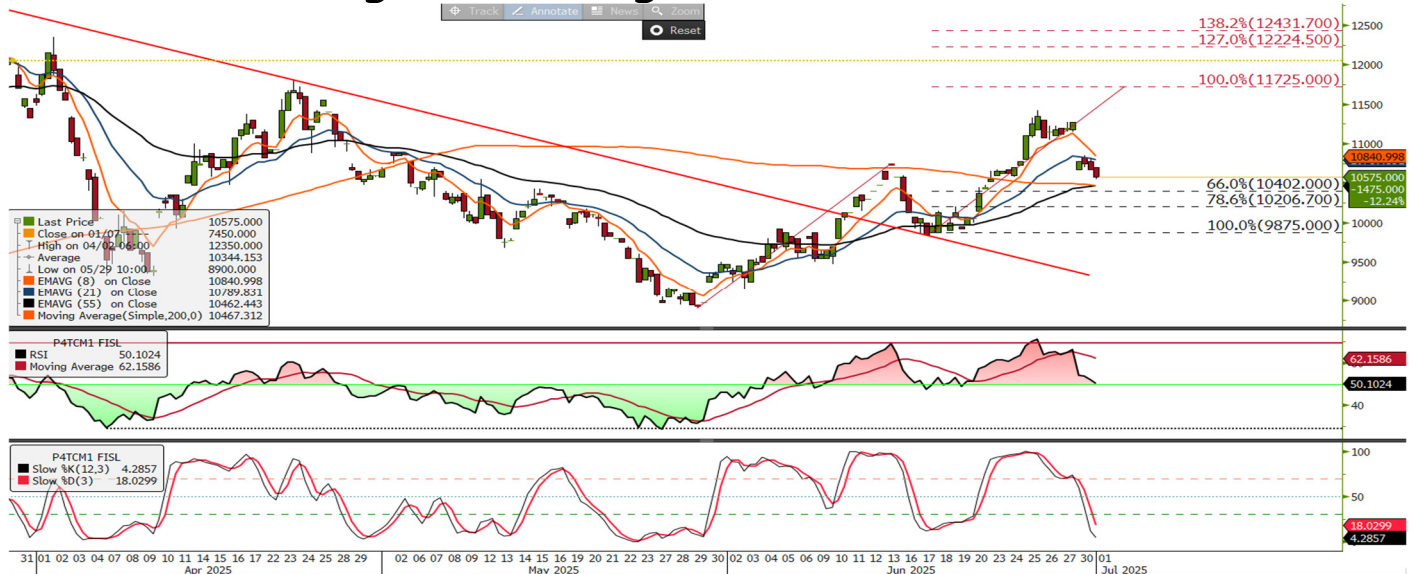 Track Annotate News Zoom
Reset
138.2%(12431.700)
127.0%(12224.500)
100.0%(11725.000)
66.0%(10402.000)
78.6%(10206.700)
100.0%(9875.000)
12500
12000
11500
11000
10840.998
10575.000
-1475.000
-12.24%
10000
9500
9000
Last Price 10575.000
Close on 01/07 7450.000
High on 04/02 06:00 12350.000
Average 10344.153
Low on 05/29 10:00 8900.000
EMAVG (8) on Close 10840.998
EMAVG (21) on Close 10789.831
EMAVG (55) on Close 10462.443
Moving Average(Simple,200,0) 10467.312
P4TCM1 FISL
RSI 50.1024
Moving Average 62.1586
62.1586
50.1024
40
P4TCM1 FISL
Slow %K(12,3) 4.2857
Slow %D(3) 18.0299
100
50
18.0299
4.2857
31 01 02 03 04 07 08 09 10 11 14 15 16 17 22 23 24 25 28 29 02 06 07 08 09 12 13 14 15 16 19 20 21 22 23 27 28 29 30 02 03 04 05 06 09 10 11 12 13 16 17 18 19 20 23 24 25 26 27 30 01
Apr 2025 May 2025 Jun 2025 Jul 2025